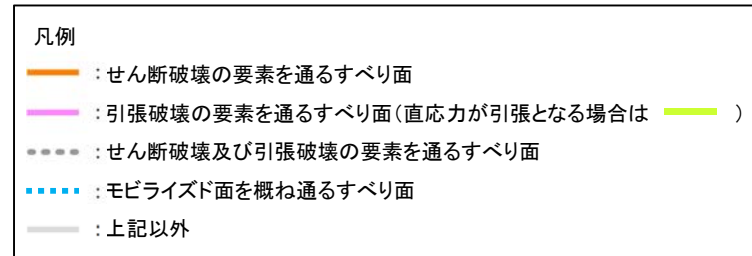 凡例
：せん断破壊の要素を通るすべり面
：引張破壊の要素を通るすべり面（直応力が引張となる場合は　）
：せん断破壊及び引張破壊の要素を通るすべり面
：モビライズド面を概ね通るすべり面
：上記以外